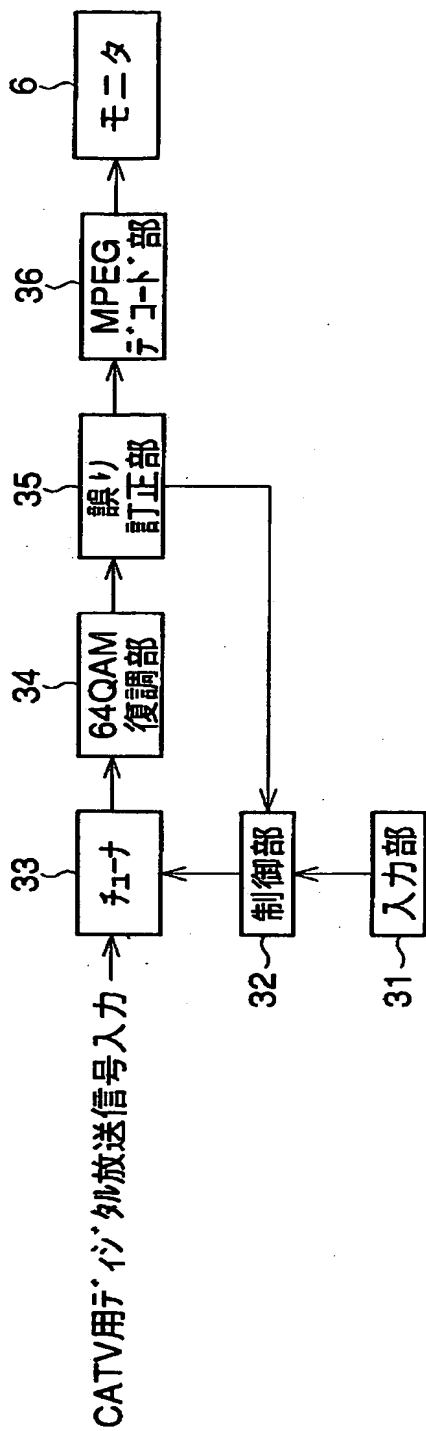 CATV用ディジタル放送信号入力
33
チューナ
34
64QAM
復調部
35
誤り
訂正部
36
MPEG
デコード部
6
モニタ
32
制御部
31
入力部